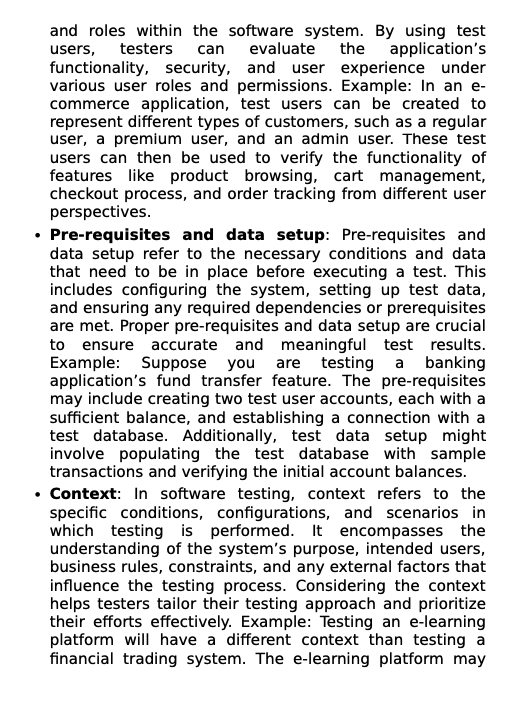 and roles within the software system. By using test
users, testers can evaluate the application’s
functionality, security, and user experience under
various user roles and permissions. Example: In an e-
commerce application, test users can be created to
represent different types of customers, such as a regular
user, a premium user, and an admin user. These test
users can then be used to verify the functionality of
features like product browsing, cart management,
checkout process, and order tracking from different user
perspectives.
• Pre-requisites and data setup: Pre-requisites and
data setup refer to the necessary conditions and data
that need to be in place before executing a test. This
includes configuring the system, setting up test data,
and ensuring any required dependencies or prerequisites
are met. Proper pre-requisites and data setup are crucial
to ensure accurate and meaningful test results.
Example: Suppose you are testing a banking
application’s fund transfer feature. The pre-requisites
may include creating two test user accounts, each with a
sufficient balance, and establishing a connection with a
test database. Additionally, test data setup might
involve populating the test database with sample
transactions and verifying the initial account balances.
• Context: In software testing, context refers to the
specific conditions, configurations, and scenarios in
which testing is performed. It encompasses the
understanding of the system’s purpose, intended users,
business rules, constraints, and any external factors that
influence the testing process. Considering the context
helps testers tailor their testing approach and prioritize
their efforts effectively. Example: Testing an e-learning
platform will have a different context than testing a
financial trading system. The e-learning platform may